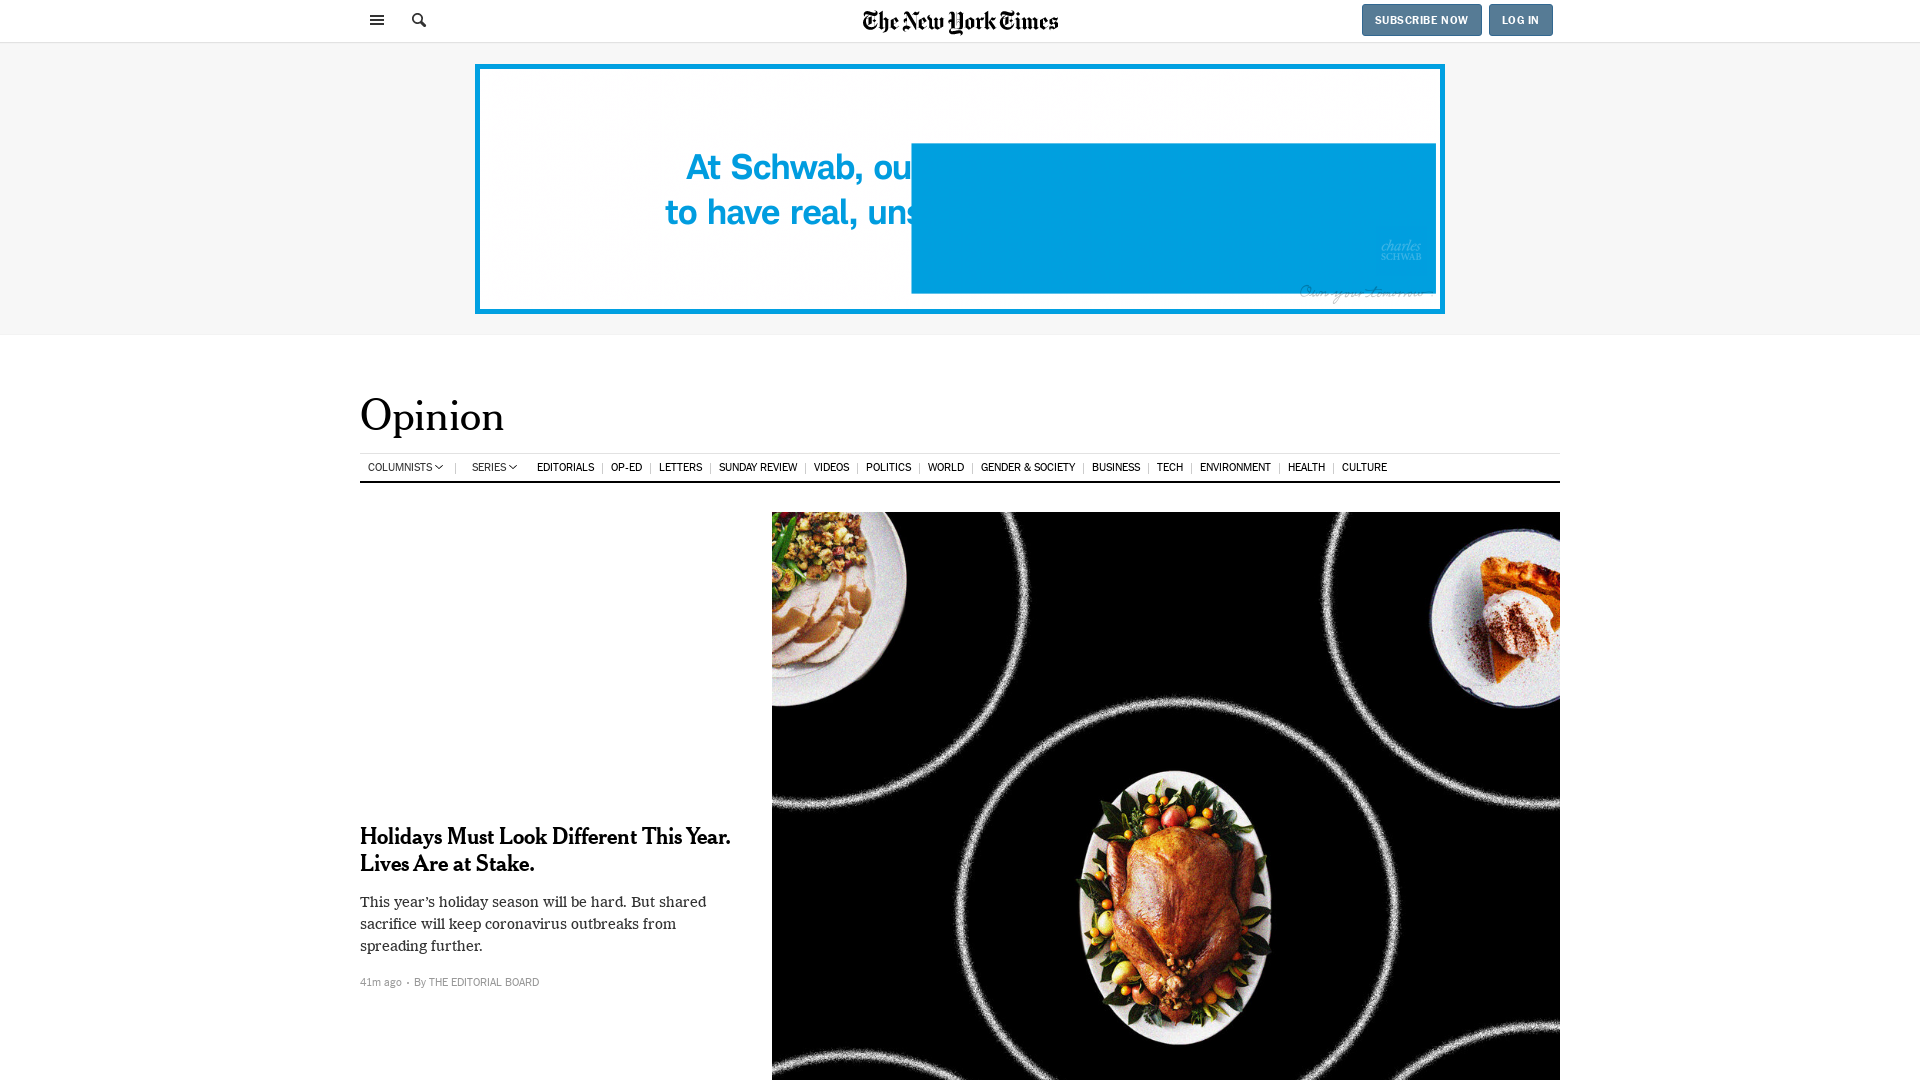 The New York Times
SUBSCRIBE NOW
LOG IN
At Schwab, ou
to have real, uns
charles
SCHWAB
Own your tomorrow
Opinion
COLUMNISTS
SERIES
EDITORIALS
OP-ED
LETTERS
SUNDAY REVIEW
VIDEOS
POLITICS
WORLD
GENDER & SOCIETY
BUSINESS
TECH
ENVIRONMENT
HEALTH
CULTURE
Holidays Must Look Different This Year.
Lives Are at Stake.
This year’s holiday season will be hard. But shared
sacrifice will keep coronavirus outbreaks from
spreading further.
41m ago • By THE EDITORIAL BOARD